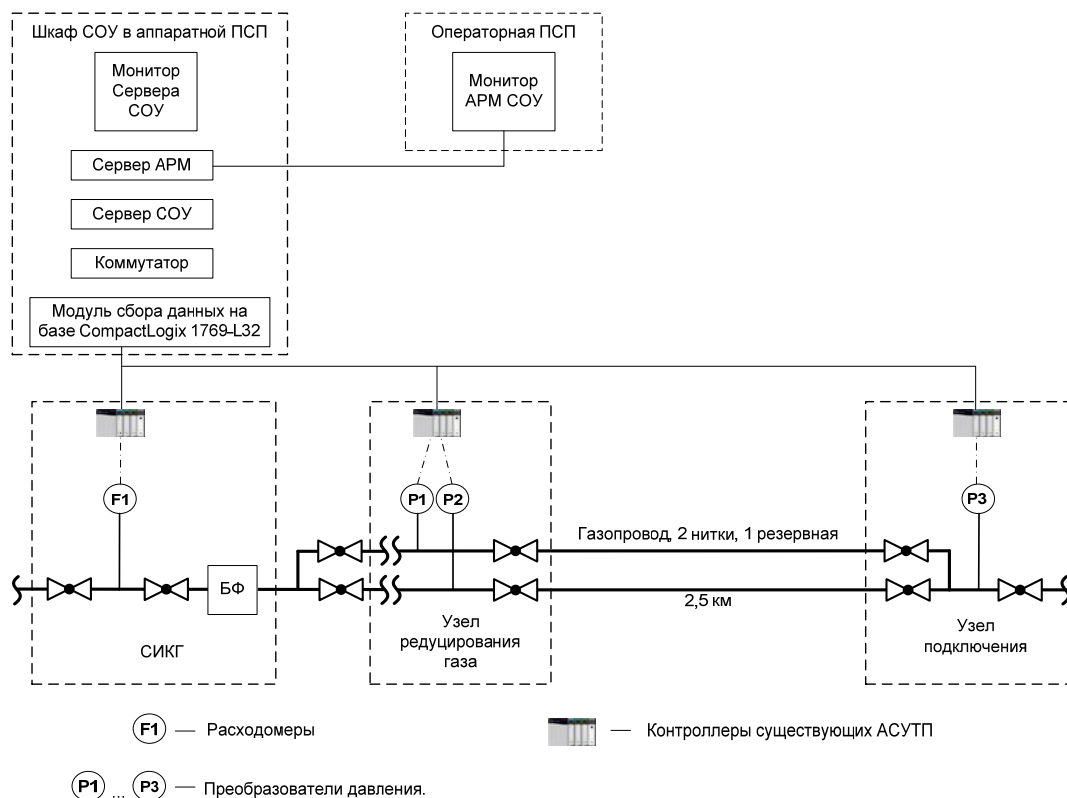 Шкаф СОУ в аппаратной ПСП
Монитор
Сервера
СОУ
Сервер АРМ
Сервер СОУ
Коммутатор
Модуль сбора данных на
базе CompactLogix 1769-L32
Операторная ПСП
Монитор
АРМ СОУ
F1
P1
P2
P3
Газопровод, 2 нитки, 1 резервная
БФ
2,5 км
СИКГ
Узел
редуцирования
газа
Узел
подключения
F1 — Расходомеры
— Контроллеры существующих АСУТП
P1 ... P3 — Преобразователи давления.